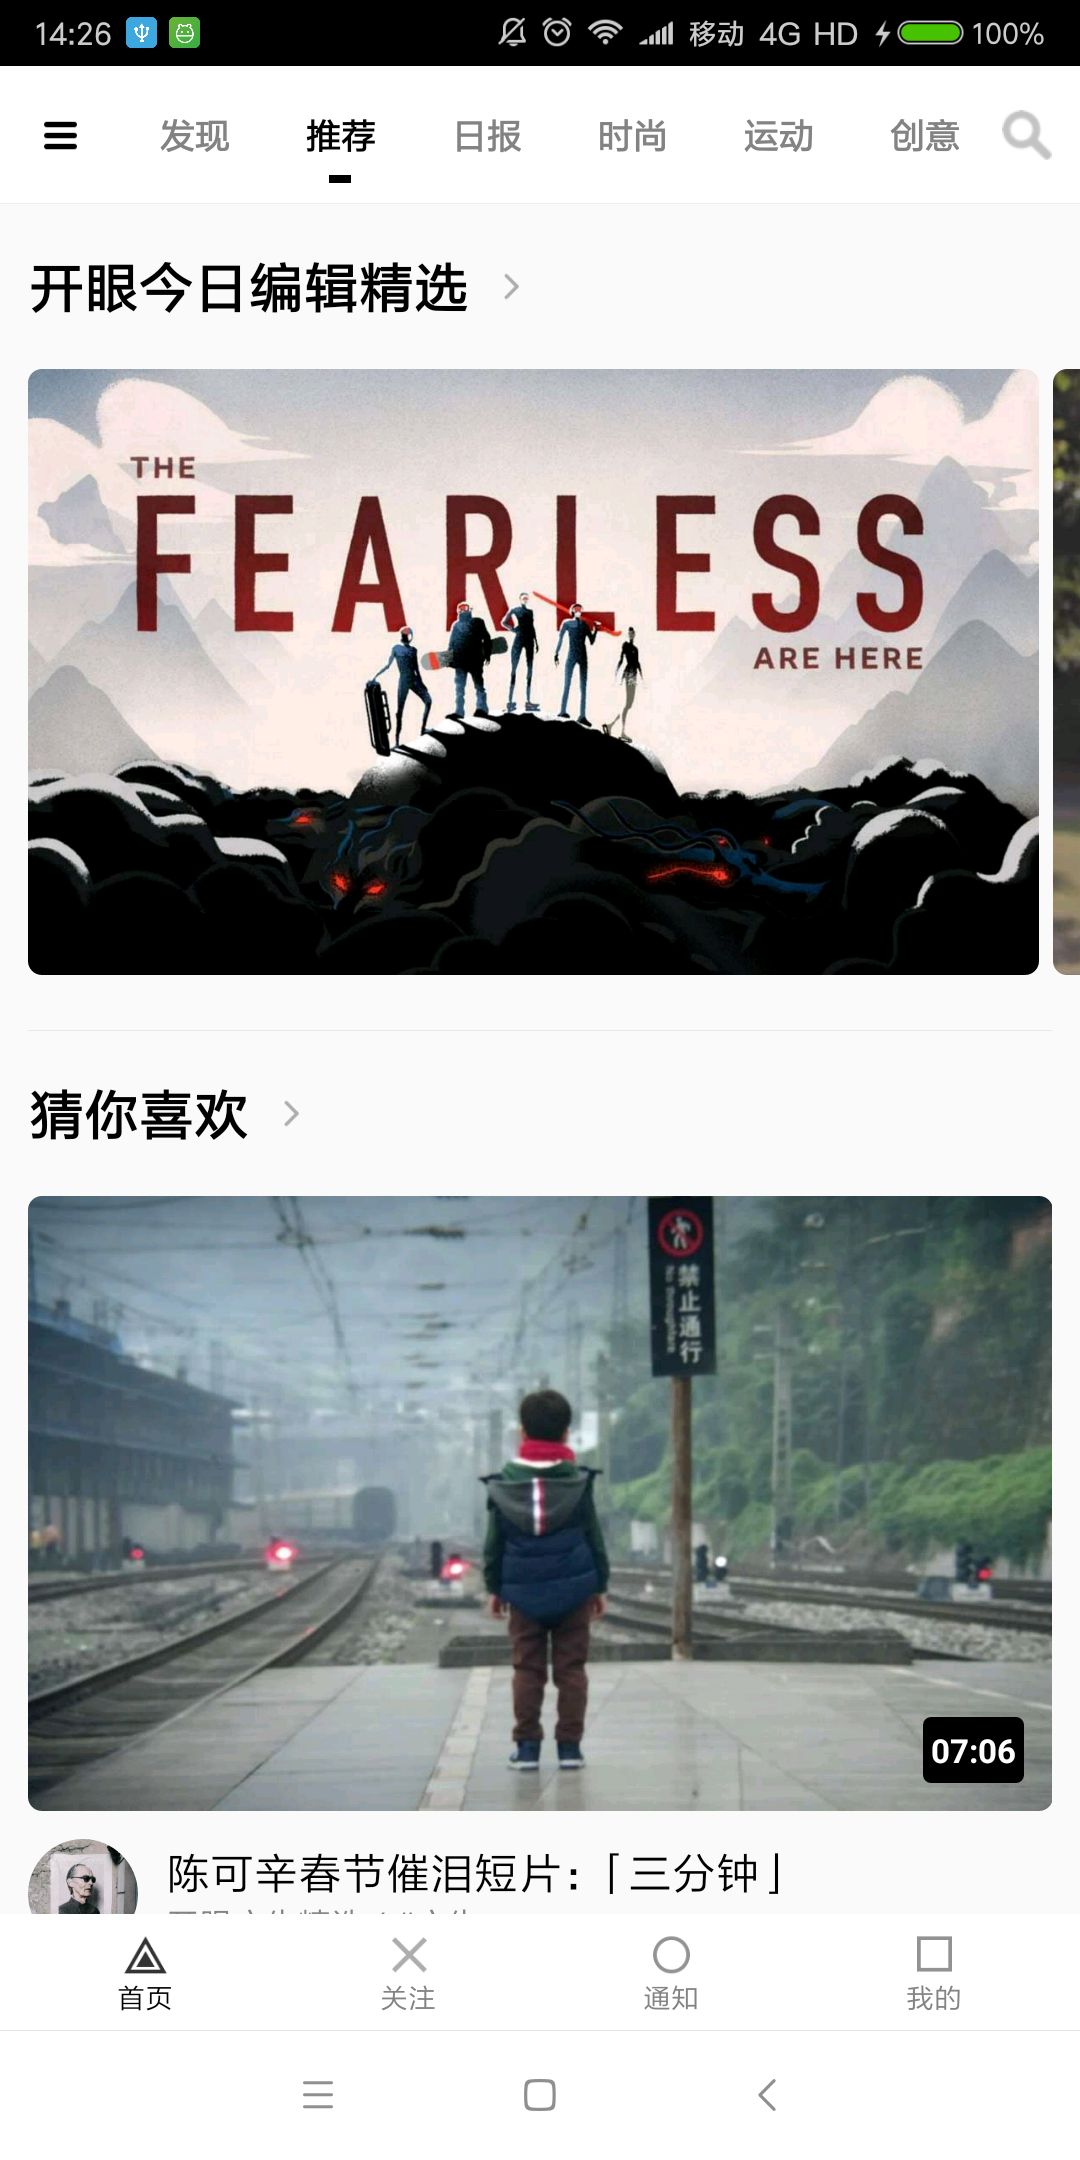 14:26 移动 4G HD 100%
发现 推荐 日报 时尚 运动 创意
开眼今日编辑精选
THE
FEARLESS
ARE HERE
猜你喜欢
禁止通行
07:06
陈可辛春节催泪短片：「三分钟」
首页 关注 通知 我的